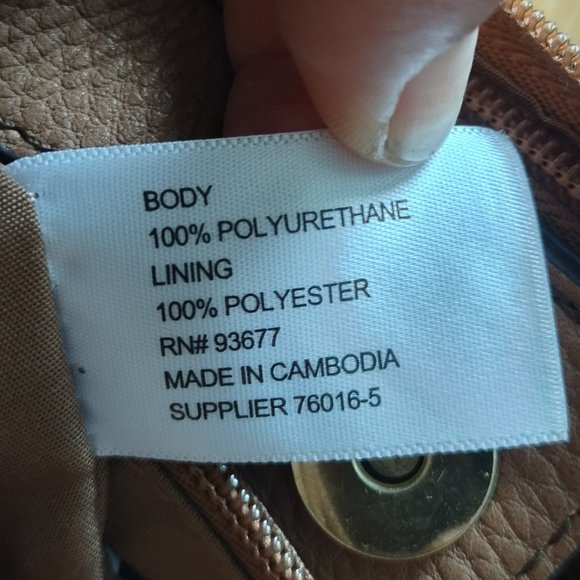 BODY
100% POLYURETHANE
LINING
100% POLYESTER
RN# 93677
MADE IN CAMBODIA
SUPPLIER 76016-5